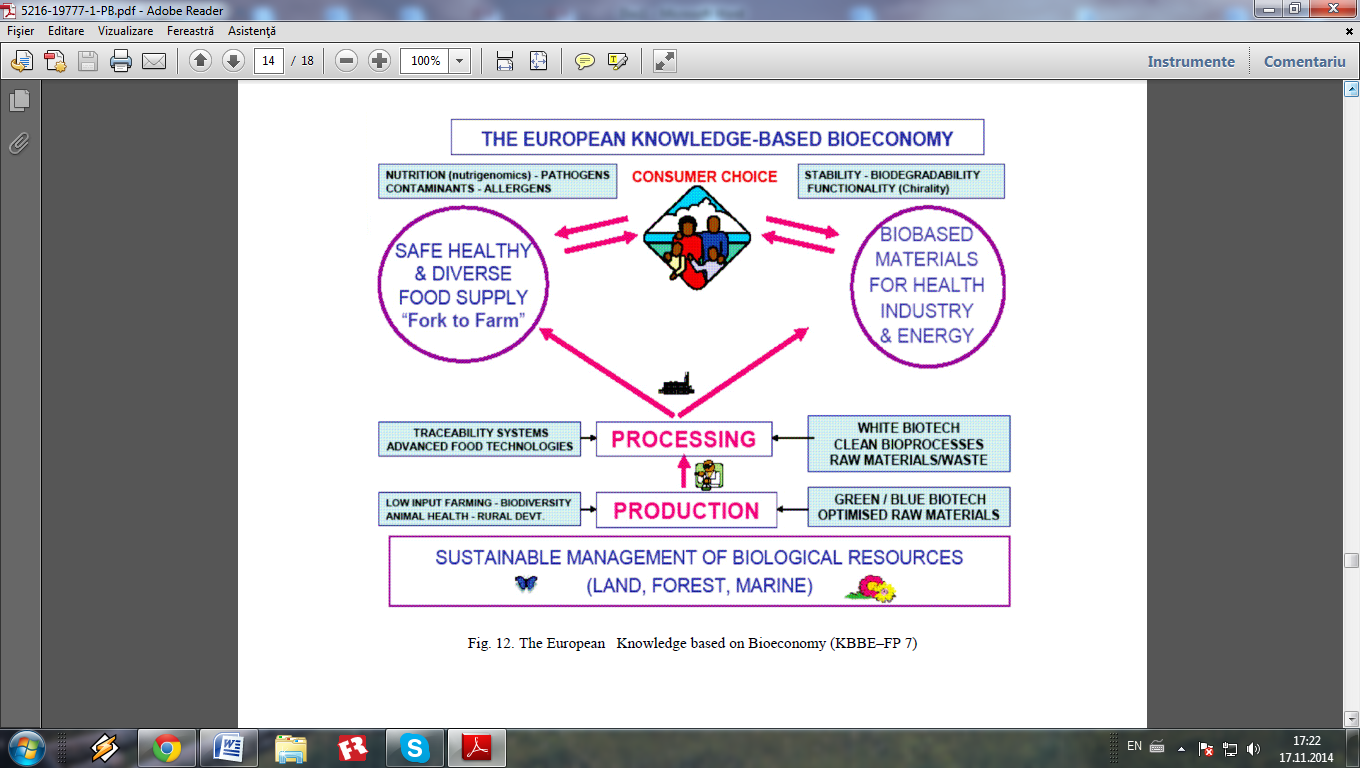 5216-19777-1-PB.pdf - Adobe Reader
Fișier Editare Vizualizare Fereastră Asistență
14 / 18 100% Instrumente Comentariu
THE EUROPEAN KNOWLEDGE-BASED BIOECONOMY
NUTRITION (nutrigenomics) - PATHOGENS
CONTAMINANTS - ALLERGENS
CONSUMER CHOICE
STABILITY - BIODEGRADABILITY
FUNCTIONALITY (Chirality)
SAFE HEALTHY
& DIVERSE
FOOD SUPPLY
“Fork to Farm”
BIOBASED
MATERIALS
FOR HEALTH
INDUSTRY
& ENERGY
TRACEABILITY SYSTEMS
ADVANCED FOOD TECHNOLOGIES
PROCESSING
WHITE BIOTECH
CLEAN BIOPROCESSES
RAW MATERIALS/WASTE
LOW INPUT FARMING - BIODIVERSITY
ANIMAL HEALTH - RURAL DEVT.
PRODUCTION
GREEN / BLUE BIOTECH
OPTIMISED RAW MATERIALS
SUSTAINABLE MANAGEMENT OF BIOLOGICAL RESOURCES
(LAND, FOREST, MARINE)
Fig. 12. The European Knowledge based on Bioeconomy (KBBE–FP 7)
EN
17:22
17.11.2014